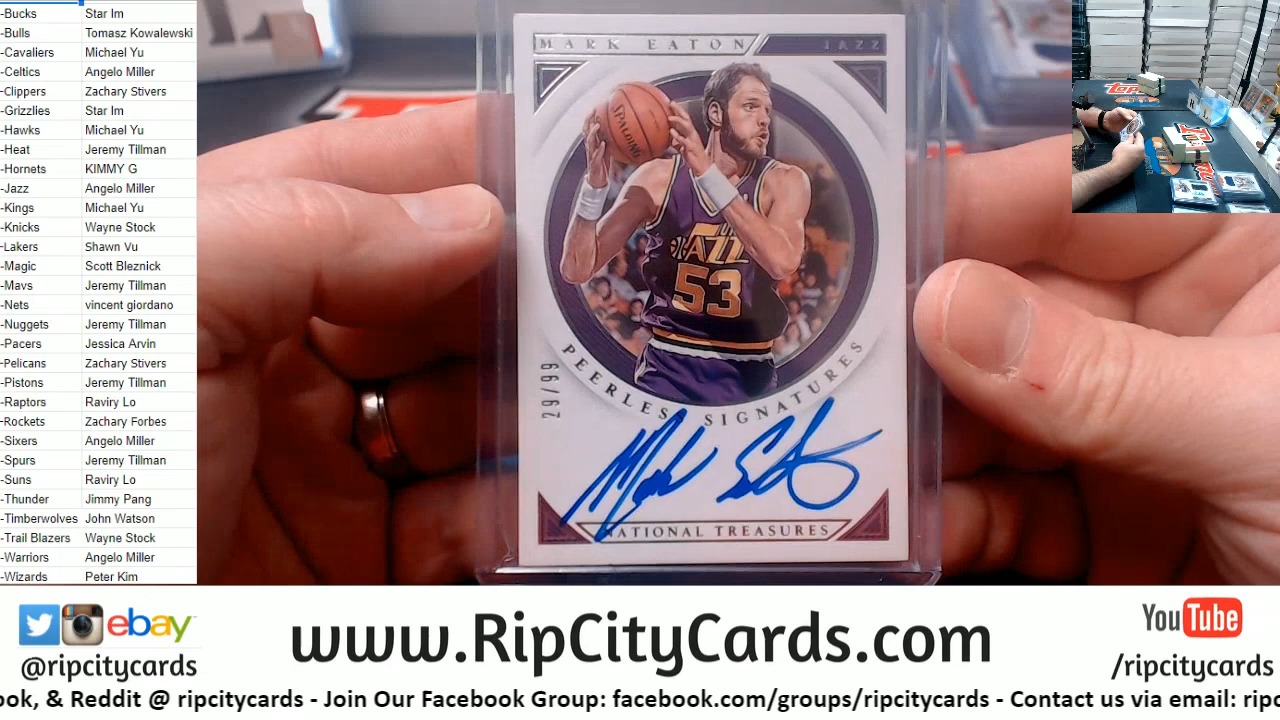 -Bucks Star Im
-Bulls Tomasz Kowalewski
-Cavaliers Michael Yu
-Celtics Angelo Miller
-Clippers Zachary Stivers
-Grizzlies Star Im
-Hawks Michael Yu
-Heat Jeremy Tillman
-Hornets KIMMY G
-Jazz Angelo Miller
-Kings Michael Yu
-Knicks Wayne Stock
-Lakers Shawn Vu
-Magic Scott Bleznick
-Mavs Jeremy Tillman
-Nets vincent giordano
-Nuggets Jeremy Tillman
-Pacers Jessica Arvin
-Pelicans Zachary Stivers
-Pistons Jeremy Tillman
-Raptors Raviry Lo
-Rockets Zachary Forbes
-Sixers Angelo Miller
-Spurs Jeremy Tillman
-Suns Raviry Lo
-Thunder Jimmy Pang
-Timberwolves John Watson
-Trail Blazers Wayne Stock
-Warriors Angelo Miller
-Wizards Peter Kim
MARK EATON JAZZ
SPALDING
JAZZ
53
29/99
PEERLESS SIGNATURES
Mark Eaton
NATIONAL TREASURES
Topps
ebay
@ripcitycards
www.RipCityCards.com
YouTube
/ripcitycards
ook, & Reddit @ ripcitycards - Join Our Facebook Group: facebook.com/groups/ripcitycards - Contact us via email: ripc